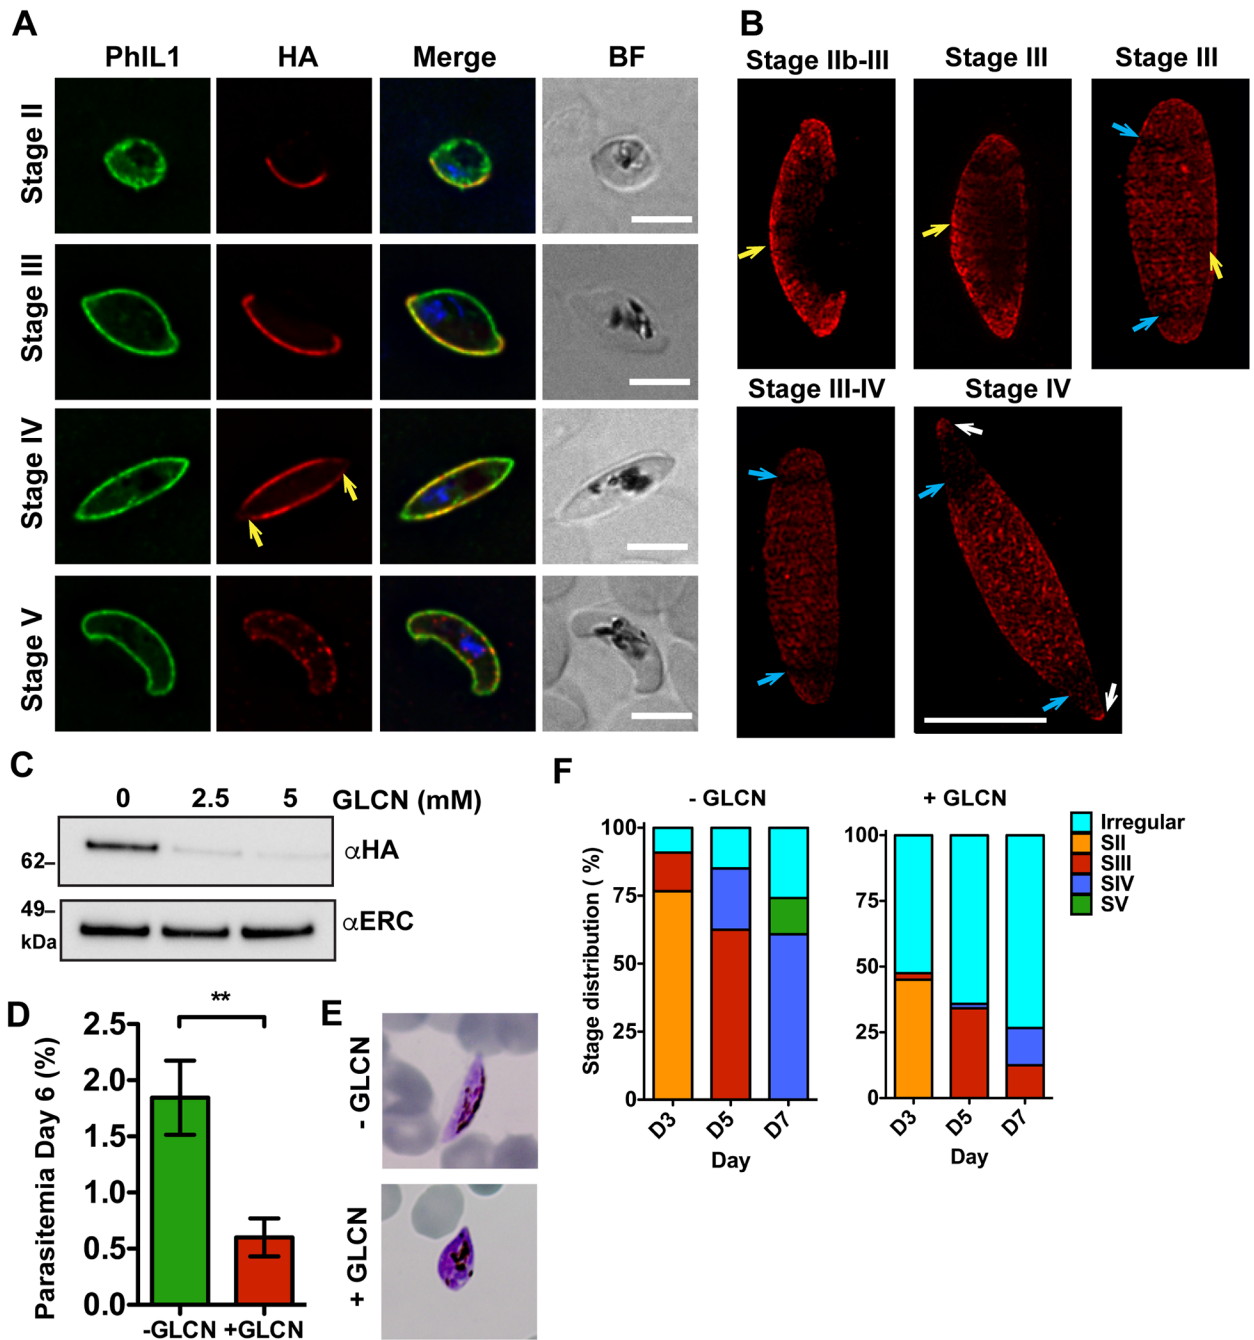 A
PhIL1 HA Merge BF
Stage II
Stage III
Stage IV
Stage V
B
Stage IIb-III Stage III Stage III
Stage III-IV Stage IV
C
0 2.5 5 GLCN (mM)
62–
αHA
49–
kDa
αERC
D
**
Parasitemia Day 6 (%)
2.5
2.0
1.5
1.0
0.5
0.0
-GLCN +GLCN
E
- GLCN
+ GLCN
F
- GLCN
Stage distribution ( %)
100
75
50
25
0
D3 D5 D7
Day
+ GLCN
100
75
50
25
0
D3 D5 D7
Day
Irregular
SII
SIII
SIV
SV